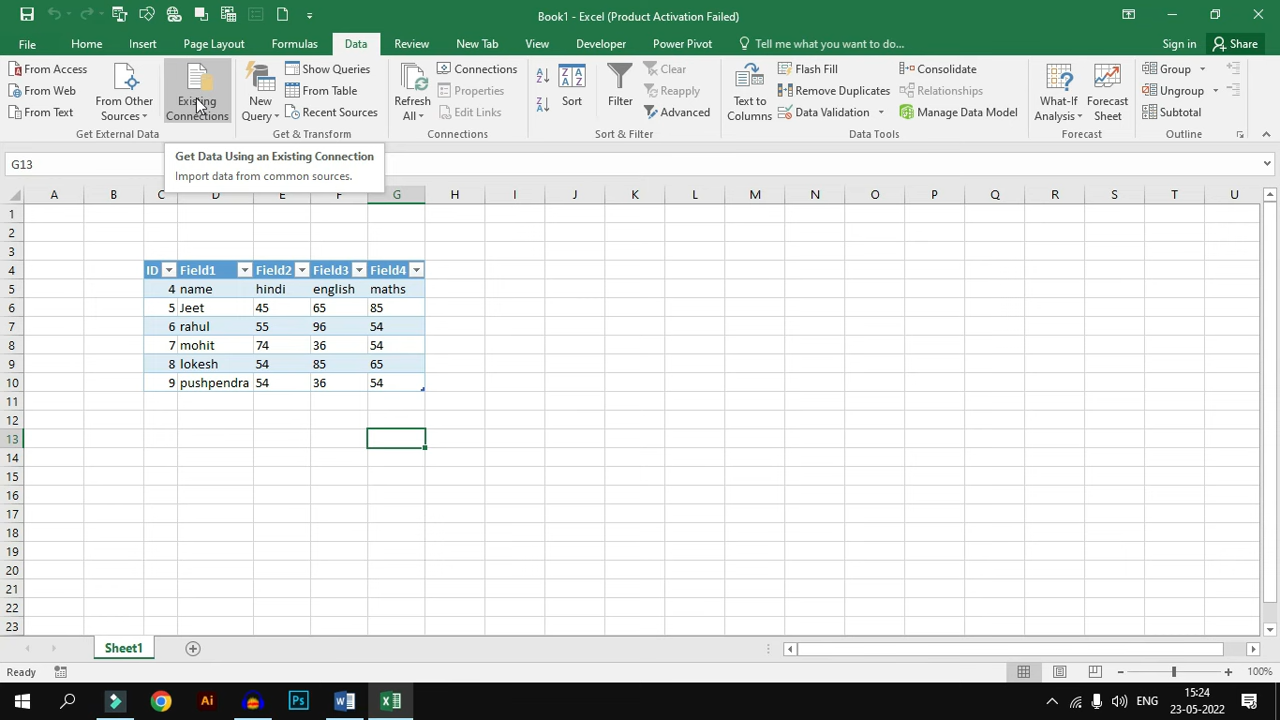 Book1 - Excel (Product Activation Failed)
File Home Insert Page Layout Formulas Data Review New Tab View Developer Power Pivot Tell me what you want to do... Sign in Share
From Access
From Web
From Text
From Other Sources
Existing Connections
Get External Data
New Query
Show Queries
From Table
Recent Sources
Get & Transform
Refresh All
Connections
Properties
Edit Links
Connections
Sort
Filter
Clear
Reapply
Advanced
Sort & Filter
Text to Columns
Flash Fill
Remove Duplicates
Data Validation
Consolidate
Relationships
Manage Data Model
Data Tools
What-If Analysis
Forecast Sheet
Forecast
Group
Ungroup
Subtotal
Outline
G13
Get Data Using an Existing Connection
Import data from common sources.
A B C D E F G H I J K L M N O P Q R S T U
1
2
3
4 ID Field1 Field2 Field3 Field4
5 4 name hindi english maths
6 5 Jeet 45 65 85
7 6 rahul 55 96 54
8 7 mohit 74 36 54
9 8 lokesh 54 85 65
10 9 pushpendra 54 36 54
11
12
13
14
15
16
17
18
19
20
21
22
23
Sheet1
Ready 100%
Ai Ps ENG 15:24
23-05-2022